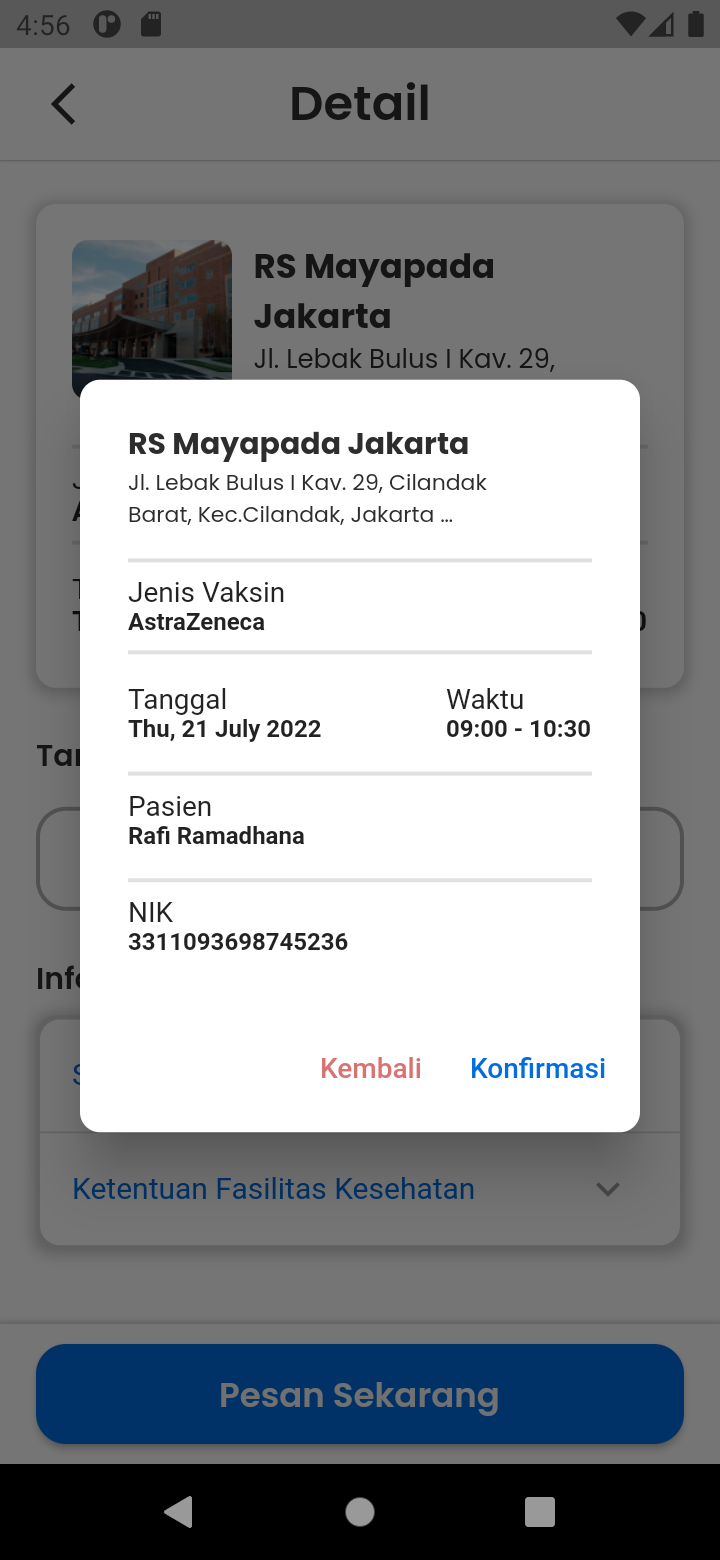 4:56
Detail
RS Mayapada
Jakarta
Jl. Lebak Bulus I Kav. 29,
RS Mayapada Jakarta
Jl. Lebak Bulus I Kav. 29, Cilandak
Barat, Kec.Cilandak, Jakarta ...
Jenis Vaksin
AstraZeneca
Tanggal
Waktu
Thu, 21 July 2022
09:00 - 10:30
Pasien
Rafi Ramadhana
NIK
3311093698745236
Kembali
Konfirmasi
Ketentuan Fasilitas Kesehatan
Pesan Sekarang